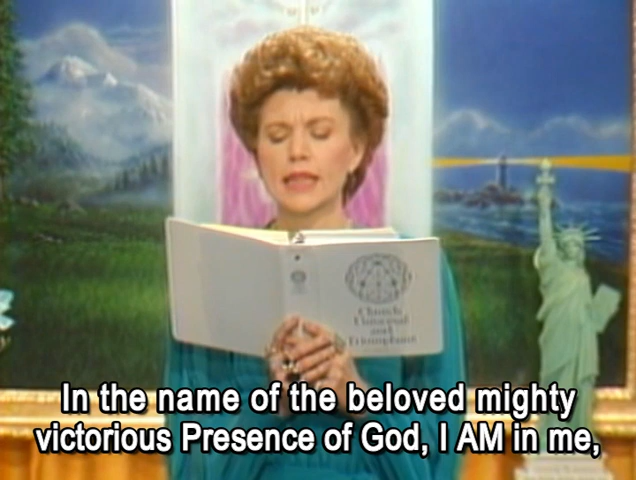 Church
Universal
and
Triumphant
In the name of the beloved mighty
victorious Presence of God, I AM in me,